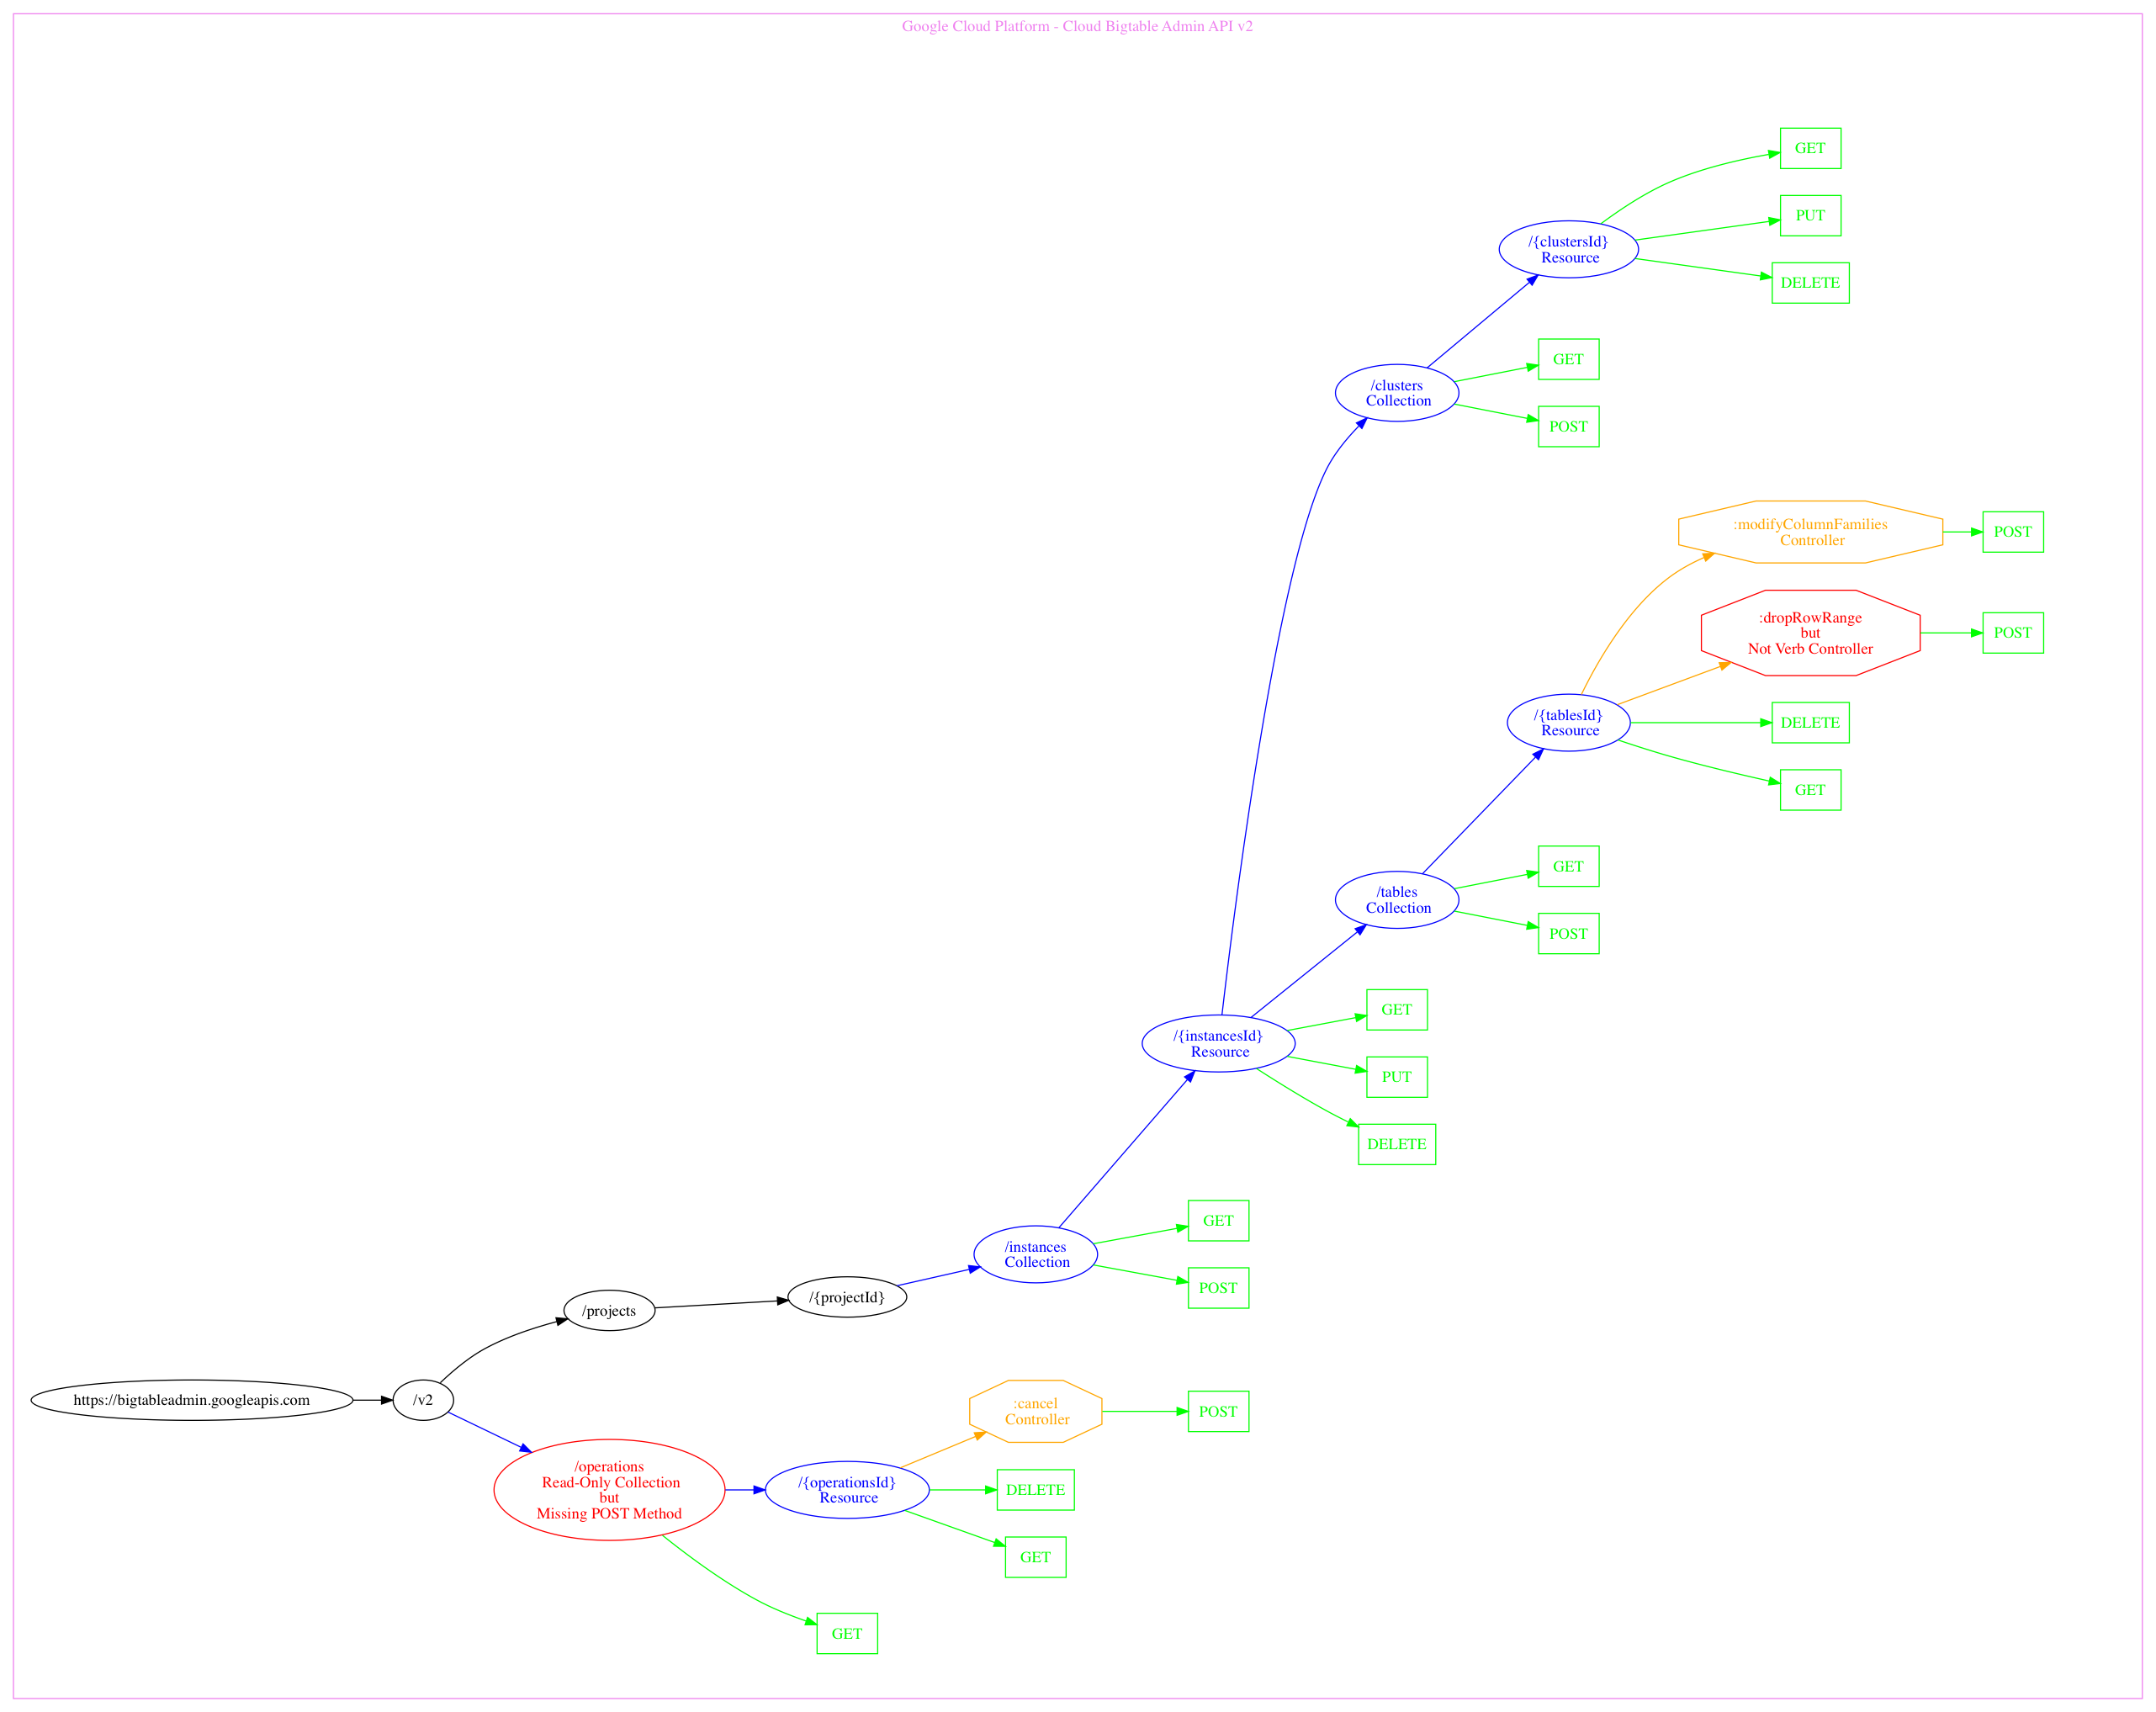 Google Cloud Platform - Cloud Bigtable Admin API v2
GET
PUT
/{clustersId}
Resource
DELETE
GET
/clusters
Collection
POST
:modifyColumnFamilies
Controller
POST
:dropRowRange
but
Not Verb Controller
POST
/{tablesId}
Resource
DELETE
GET
GET
/tables
Collection
POST
GET
/{instancesId}
Resource
PUT
DELETE
GET
/instances
Collection
POST
/projects
/{projectId}
https://bigtableadmin.googleapis.com
/v2
:cancel
Controller
POST
/operations
Read-Only Collection
but
Missing POST Method
/{operationsId}
Resource
DELETE
GET
GET